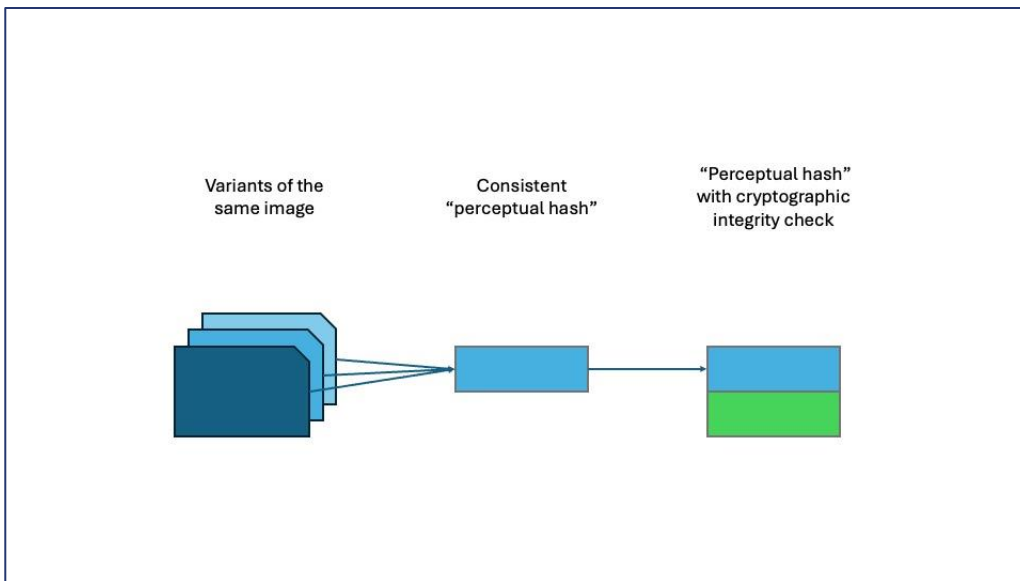 Variants of the
same image
Consistent
“perceptual hash”
“Perceptual hash”
with cryptographic
integrity check